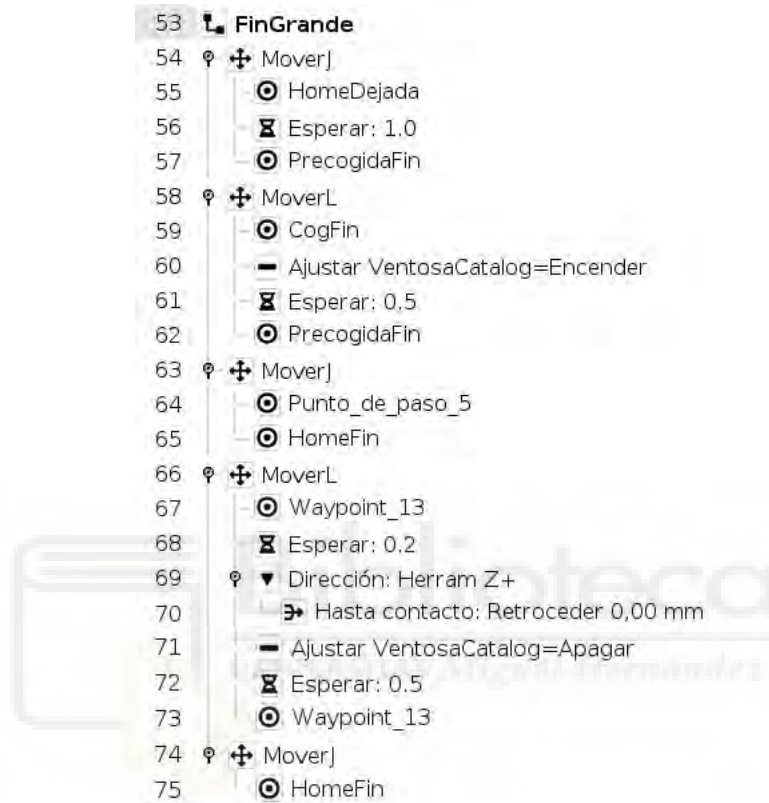 53 FinGrande
54 MoverJ
55 HomeDejada
56 Esperar: 1.0
57 PrecogidaFin
58 MoverL
59 CogFin
60 Ajustar VentosaCatalog=Encender
61 Esperar: 0.5
62 PrecogidaFin
63 MoverJ
64 Punto_de_paso_5
65 HomeFin
66 MoverL
67 Waypoint_13
68 Esperar: 0.2
69 Dirección: Herram Z+
70 Hasta contacto: Retroceder 0,00 mm
71 Ajustar VentosaCatalog=Apagar
72 Esperar: 0.5
73 Waypoint_13
74 MoverJ
75 HomeFin
Biblioteca
Miguel Hernández